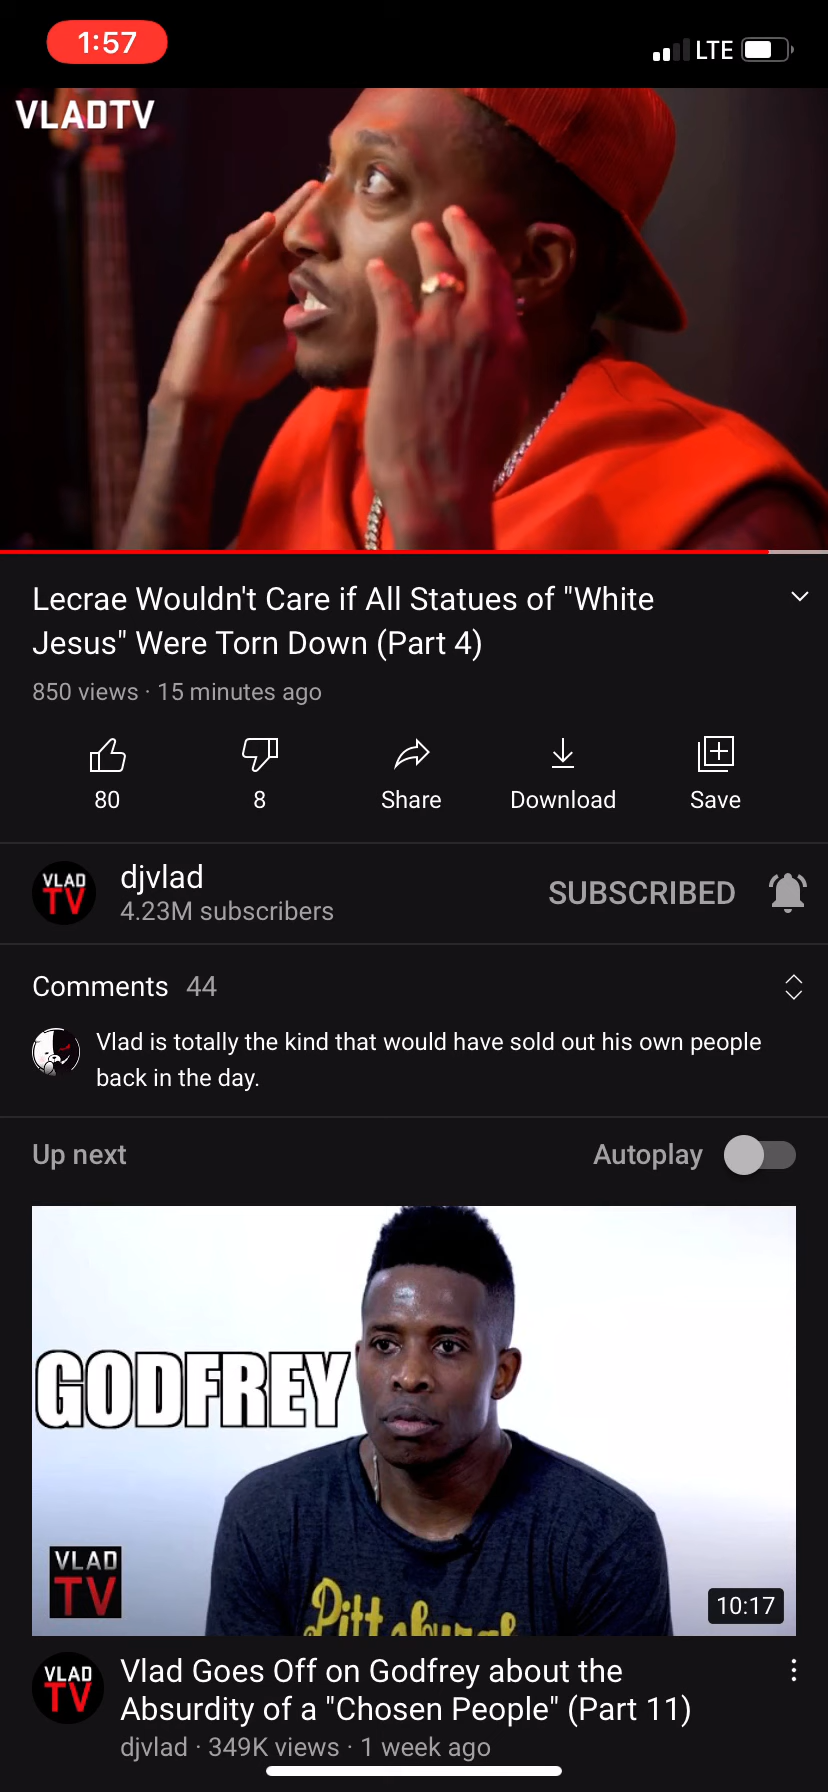 1:57
LTE
VLADTV
Lecrae Wouldn't Care if All Statues of "White
Jesus" Were Torn Down (Part 4)
850 views · 15 minutes ago
80
8
Share
Download
Save
VLAD
TV
djvlad
4.23M subscribers
SUBSCRIBED
Comments 44
Vlad is totally the kind that would have sold out his own people
back in the day.
Up next
Autoplay
GODFREY
VLAD
TV
Pittsburgh
10:17
VLAD
TV
Vlad Goes Off on Godfrey about the
Absurdity of a "Chosen People" (Part 11)
djvlad · 349K views · 1 week ago